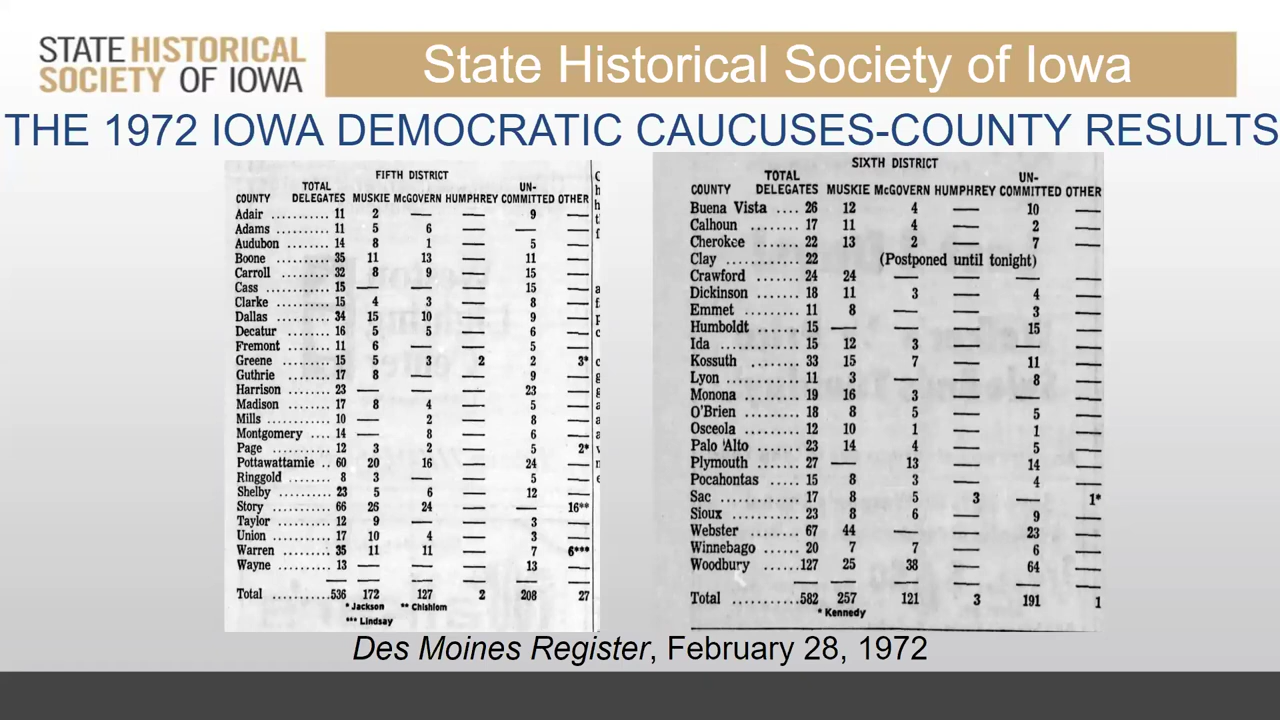 STATE HISTORICAL
SOCIETY OF IOWA
State Historical Society of Iowa
THE 1972 IOWA DEMOCRATIC CAUCUSES-COUNTY RESULTS
FIFTH DISTRICT
TOTAL UN-
COUNTY DELEGATES MUSKIE McGOVERN HUMPHREY COMMITTED OTHER
Adair ........... 11 2 — — 9 —
Adams ........... 11 5 6 — — —
Audubon ......... 14 8 1 — 5 —
Boone ........... 35 11 13 — 11 —
Carroll ......... 32 8 9 — 15 —
Cass ............ 15 — — — 15 —
Clarke .......... 15 4 3 — 8 —
Dallas .......... 34 15 10 — 9 —
Decatur ......... 16 5 5 — 6 —
Fremont ......... 11 6 — — 5 —
Greene .......... 15 5 3 2 2 3*
Guthrie ......... 17 8 — — 9 —
Harrison ........ 23 — — — 23 —
Madison ......... 17 8 4 — 5 —
Mills ........... 10 — 2 — 8 —
Montgomery .... 14 — 8 — 6 —
Page ............ 12 3 2 — 5 2*
Pottawattamie .. 60 20 16 — 24 —
Ringgold ........ 8 3 — — 5 —
Shelby .......... 23 5 6 — 12 —
Story ........... 66 26 24 — — 16**
Taylor .......... 12 9 — — 3 —
Union ........... 17 10 4 — 3 —
Warren .......... 35 11 11 — 7 6***
Wayne ........... 13 — — — 13 —
Total ...........536 172 127 2 208 27
* Jackson ** Chishlom
*** Lindsay
SIXTH DISTRICT
TOTAL UN-
COUNTY DELEGATES MUSKIE McGOVERN HUMPHREY COMMITTED OTHER
Buena Vista .... 26 12 4 — 10 —
Calhoun ........ 17 11 4 — 2 —
Cherokee ....... 22 13 2 — 7 —
Clay ........... 22 (Postponed until tonight)
Crawford ....... 24 24 — — — —
Dickinson ...... 18 11 3 — 4 —
Emmet .......... 11 8 — — 3 —
Humboldt ....... 15 — — — 15 —
Ida ............ 15 12 3 — — —
Kossuth ........ 33 15 7 — 11 —
Lyon ........... 11 3 — — 8 —
Monona ......... 19 16 3 — — —
O'Brien ........ 18 8 5 — 5 —
Osceola ........ 12 10 1 — 1 —
Palo Alto ...... 23 14 4 — 5 —
Plymouth ....... 27 — 13 — 14 —
Pocahontas ..... 15 8 3 — 4 —
Sac ............ 17 8 5 3 — 1*
Sioux .......... 23 8 6 — 9 —
Webster ........ 67 44 — — 23 —
Winnebago ...... 20 7 7 — 6 —
Woodbury ....... 127 25 38 — 64 —
Total ..........582 257 121 3 191 1
* Kennedy
Des Moines Register, February 28, 1972